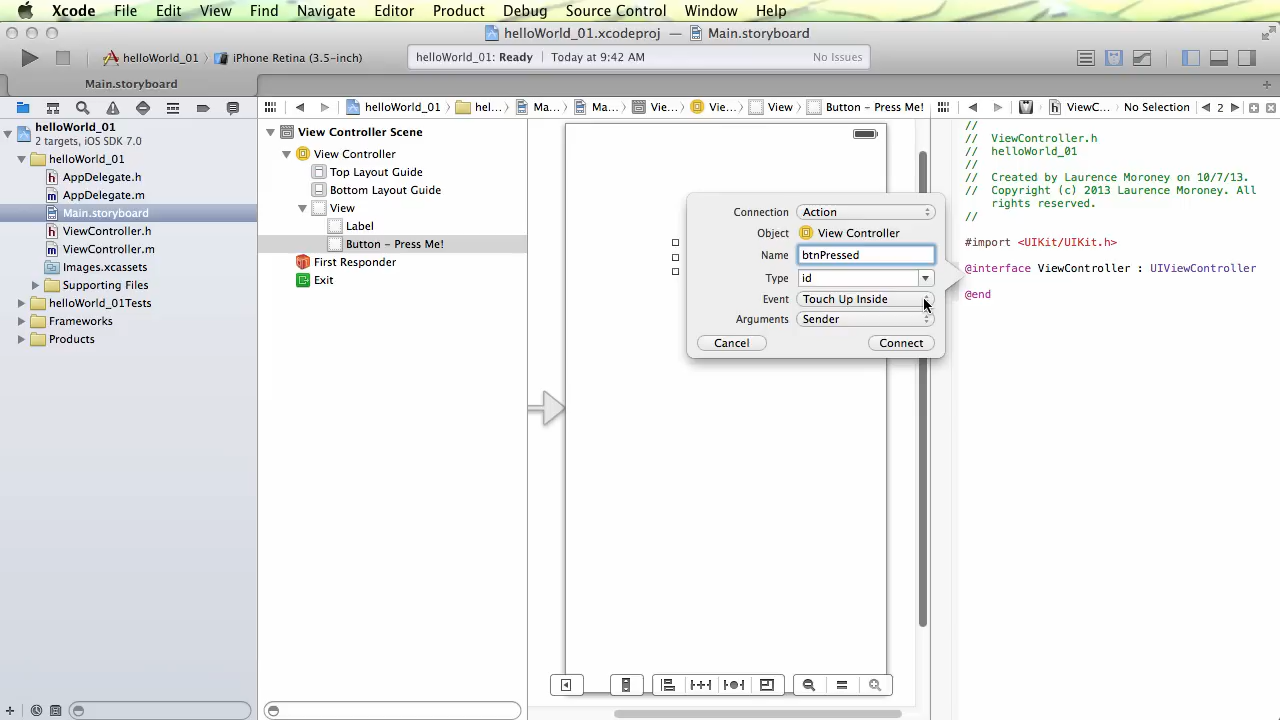 Xcode File Edit View Find Navigate Editor Product Debug Source Control Window Help
helloWorld_01.xcodeproj — Main.storyboard
helloWorld_01 iPhone Retina (3.5-inch)
helloWorld_01: Ready Today at 9:42 AM No Issues
Main.storyboard
helloWorld_01 hel... Ma... Ma... Vie... Vie... View Button – Press Me! ViewC... No Selection 2
helloWorld_01
2 targets, iOS SDK 7.0
helloWorld_01
AppDelegate.h
AppDelegate.m
Main.storyboard
ViewController.h
ViewController.m
Images.xcassets
Supporting Files
helloWorld_01Tests
Frameworks
Products
View Controller Scene
View Controller
Top Layout Guide
Bottom Layout Guide
View
Label
Button – Press Me!
First Responder
Exit
Connection Action
Object View Controller
Name btnPressed
Type id
Event Touch Up Inside
Arguments Sender
Cancel Connect
//
// ViewController.h
// helloWorld_01
//
// Created by Laurence Moroney on 10/7/13.
// Copyright (c) 2013 Laurence Moroney. All
rights reserved.
//
#import <UIKit/UIKit.h>
@interface ViewController : UIViewController
@end